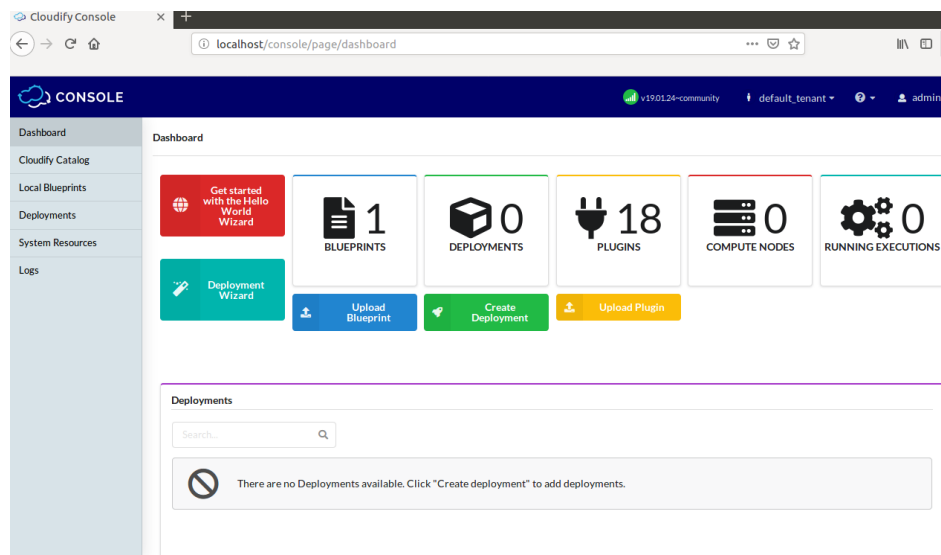 Cloudify Console
localhost/console/page/dashboard
CONSOLE
v19.01.24-community
default_tenant
admin
Dashboard
Cloudify Catalog
Local Blueprints
Deployments
System Resources
Logs
Dashboard
Get started
with the Hello
World
Wizard
Deployment
Wizard
1
BLUEPRINTS
0
DEPLOYMENTS
18
PLUGINS
0
COMPUTE NODES
0
RUNNING EXECUTIONS
Upload
Blueprint
Create
Deployment
Upload Plugin
Deployments
Search...
There are no Deployments available. Click "Create deployment" to add deployments.